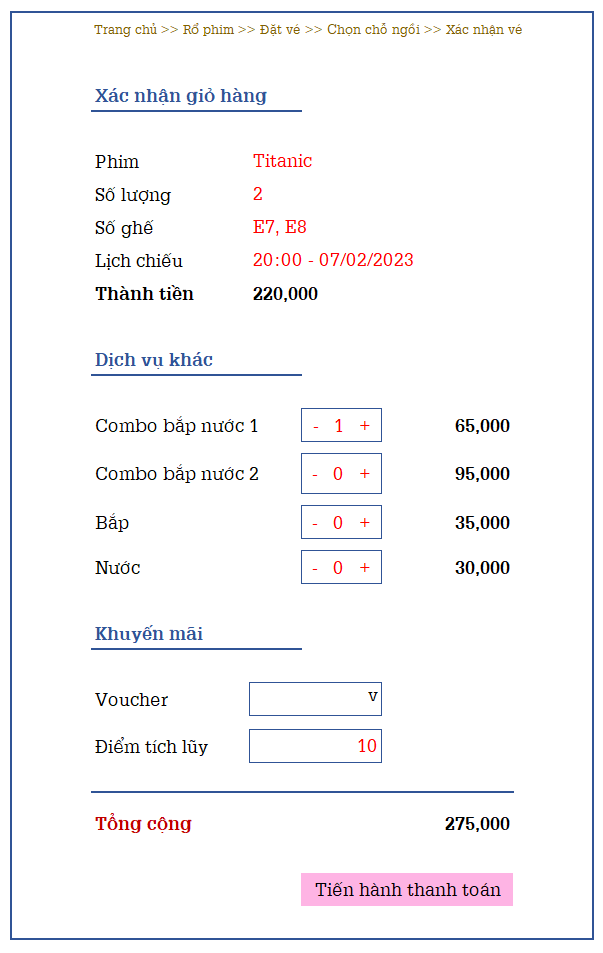 Trang chủ >> Rổ phim >> Đặt vé >> Chọn chỗ ngồi >> Xác nhận vé
Xác nhận giỏ hàng
Phim Titanic
Số lượng 2
Số ghế E7, E8
Lịch chiếu 20:00 - 07/02/2023
Thành tiền 220,000
Dịch vụ khác
Combo bắp nước 1 - 1 + 65,000
Combo bắp nước 2 - 0 + 95,000
Bắp - 0 + 35,000
Nước - 0 + 30,000
Khuyến mãi
Voucher v
Điểm tích lũy 10
Tổng cộng 275,000
Tiến hành thanh toán